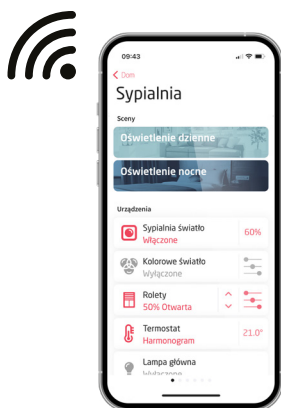 09:43
Dom
Sypialnia
Sceny
Oświetlenie dzienne
Oświetlenie nocne
Urządzenia
Sypialnia światło
Włączone
60%
Kolorowe światło
Wyłączone
Rolety
50% Otwarta
Termostat
Harmonogram
21.0°
Lampa główna
Wyłączone